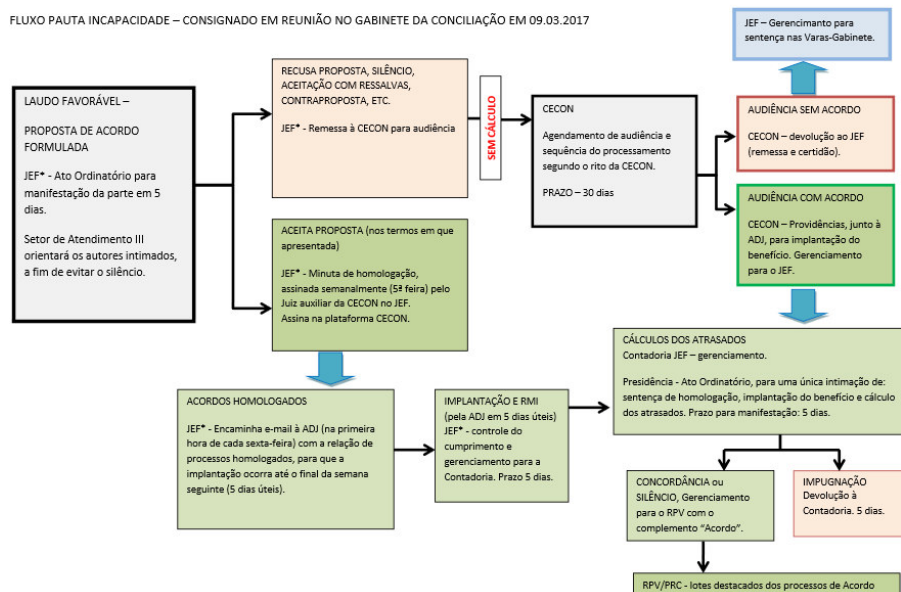 FLUXO PAUTA INCAPACIDADE – CONSIGNADO EM REUNIÃO NO GABINETE DA CONCILIAÇÃO EM 09.03.2017
JEF – Gerencimanto para
sentença nas Varas-Gabinete.
LAUDO FAVORÁVEL –
PROPOSTA DE ACORDO
FORMULADA
JEF* - Ato Ordinatório para
manifestação da parte em 5
dias.
Setor de Atendimento III
orientará os autores intimados,
a fim de evitar o silêncio.
RECUSA PROPOSTA, SILÊNCIO,
ACEITAÇÃO COM RESSALVAS,
CONTRAPROPOSTA, ETC.
JEF* - Remessa à CECON para audiência
SEM CÁLCULO
CECON
Agendamento de audiência e
sequência do processamento
segundo o rito da CECON.
PRAZO – 30 dias
AUDIÊNCIA SEM ACORDO
CECON – devolução ao JEF
(remessa e certidão).
AUDIÊNCIA COM ACORDO
CECON – Providências, junto à
ADJ, para implantação do
benefício. Gerenciamento
para o JEF.
ACEITA PROPOSTA (nos termos em que
apresentada)
JEF* - Minuta de homologação,
assinada semanalmente (5ª feira) pelo
Juiz auxiliar da CECON no JEF.
Assina na plataforma CECON.
CÁLCULOS DOS ATRASADOS
Contadoria JEF – gerenciamento.
Presidência - Ato Ordinatório, para uma única intimação de:
sentença de homologação, implantação do benefício e cálculo
dos atrasados. Prazo para manifestação: 5 dias.
ACORDOS HOMOLOGADOS
JEF* - Encaminha e-mail à ADJ (na primeira
hora de cada sexta-feira) com a relação de
processos homologados, para que a
implantação ocorra até o final da semana
seguinte (5 dias úteis).
IMPLANTAÇÃO E RMI
(pela ADJ em 5 dias úteis)
JEF* - controle do
cumprimento e
gerenciamento para a
Contadoria. Prazo 5 dias.
CONCORDÂNCIA ou
SILÊNCIO, Gerenciamento
para o RPV com o
complemento “Acordo”.
IMPUGNAÇÃO
Devolução à
Contadoria. 5 dias.
RPV/PRC - lotes destacados dos processos de Acordo